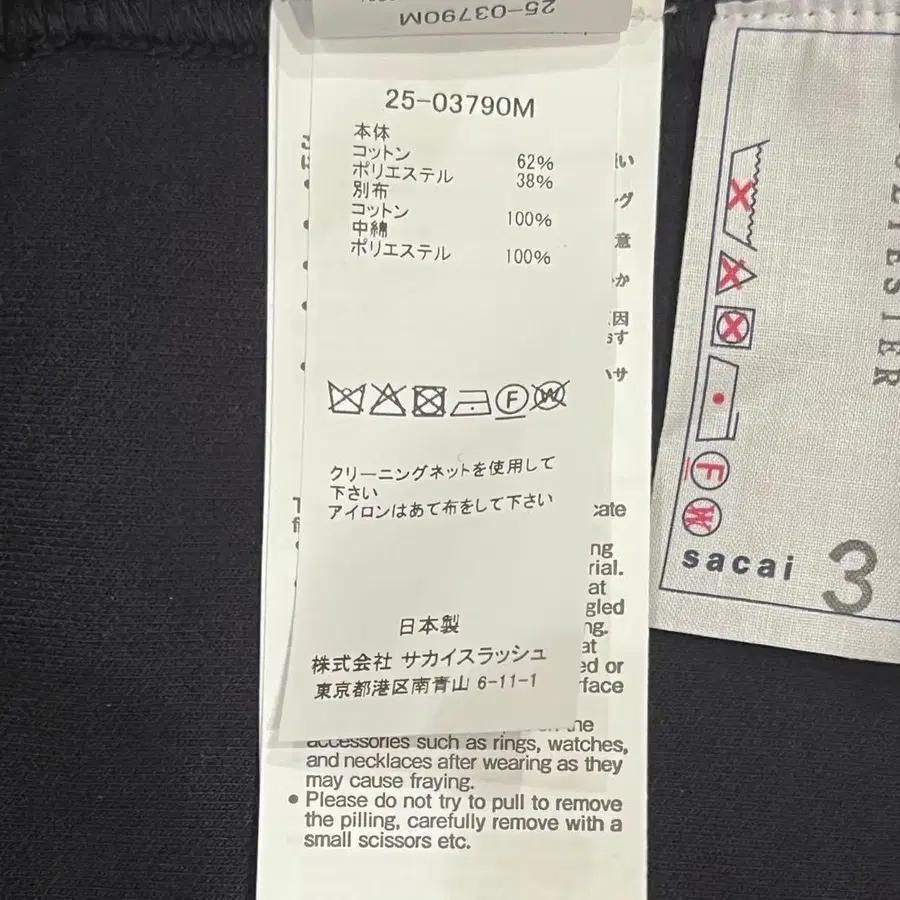 25-03790M
25-03790M
本体
コットン 62%
ポリエステル 38%
別布
コットン 100%
中綿
ポリエステル 100%
クリーニングネットを使用して
下さい
アイロンはあて布をして下さい
日本製
株式会社 サカイスラッシュ
東京都港区南青山 6-11-1
accessories such as rings, watches,
and necklaces after wearing as they
may cause fraying.
• Please do not try to pull to remove
the pilling, carefully remove with a
small scissors etc.
F
W
F
W
sacai 3